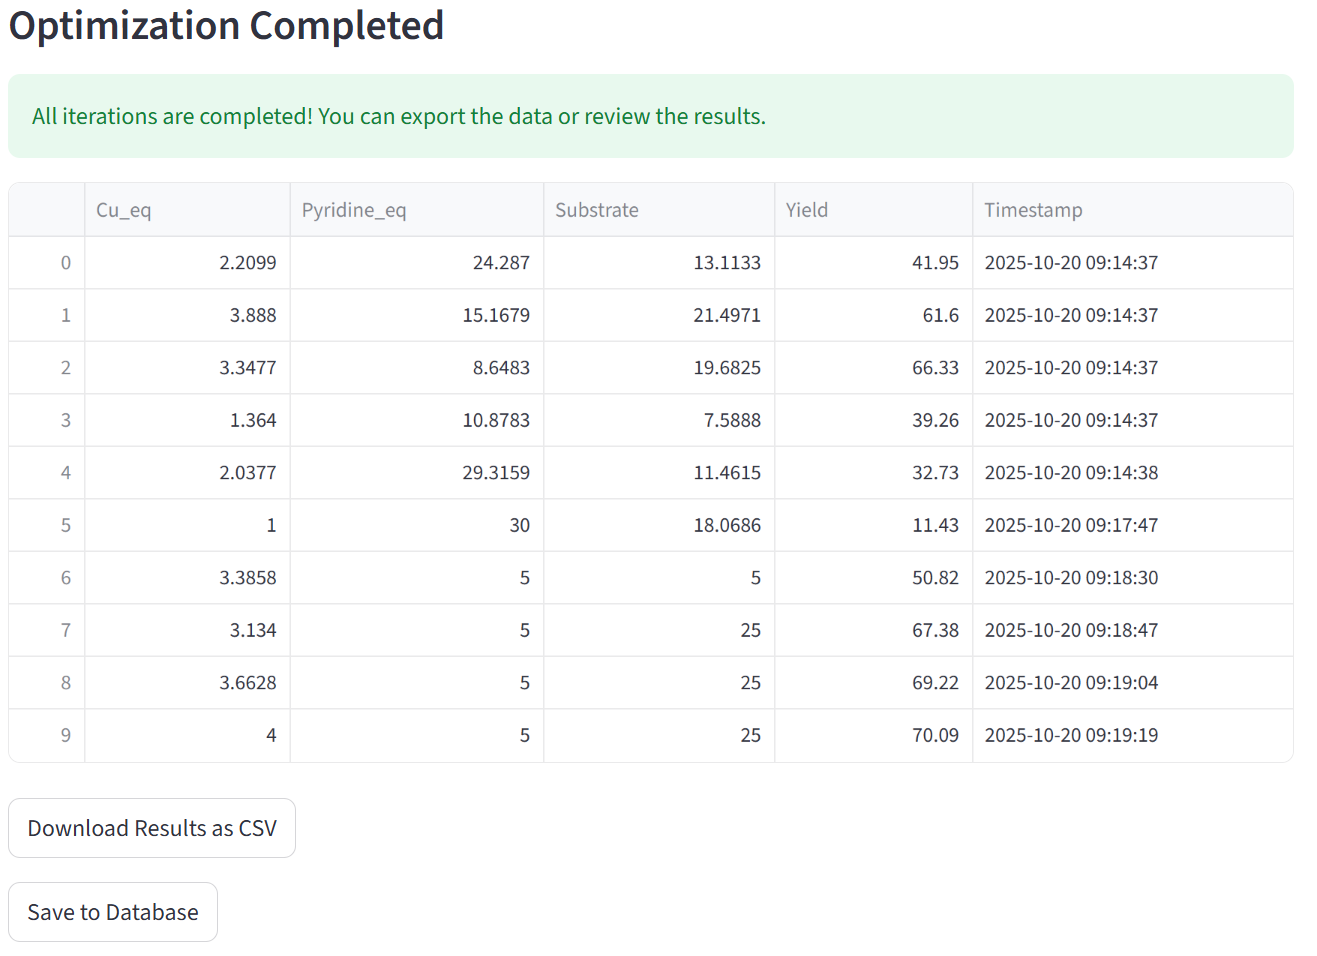 Optimization Completed
All iterations are completed! You can export the data or review the results.
Cu_eq Pyridine_eq Substrate Yield Timestamp
0 2.2099 24.287 13.1133 41.95 2025-10-20 09:14:37
1 3.888 15.1679 21.4971 61.6 2025-10-20 09:14:37
2 3.3477 8.6483 19.6825 66.33 2025-10-20 09:14:37
3 1.364 10.8783 7.5888 39.26 2025-10-20 09:14:37
4 2.0377 29.3159 11.4615 32.73 2025-10-20 09:14:38
5 1 30 18.0686 11.43 2025-10-20 09:17:47
6 3.3858 5 5 50.82 2025-10-20 09:18:30
7 3.134 5 25 67.38 2025-10-20 09:18:47
8 3.6628 5 25 69.22 2025-10-20 09:19:04
9 4 5 25 70.09 2025-10-20 09:19:19
Download Results as CSV
Save to Database